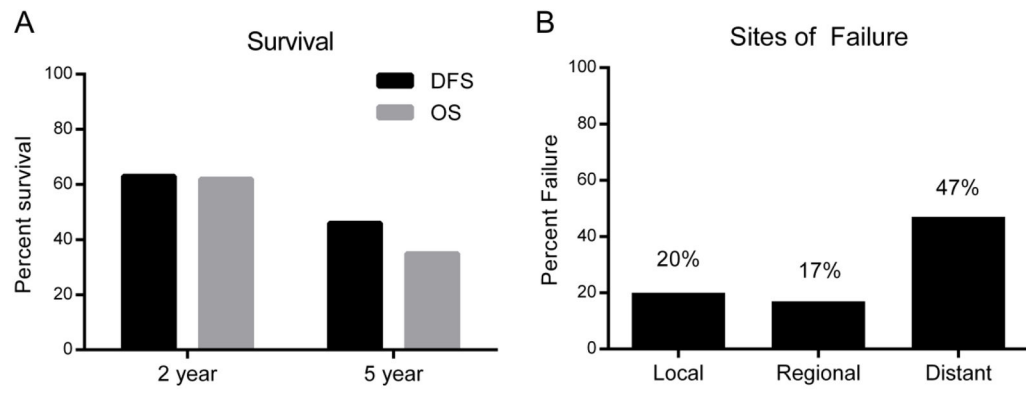 A
Survival
DFS
OS
Percent survival
100
80
60
40
20
0
2 year
5 year
B
Sites of Failure
Percent Failure
100
80
60
40
20
0
20%
17%
47%
Local
Regional
Distant